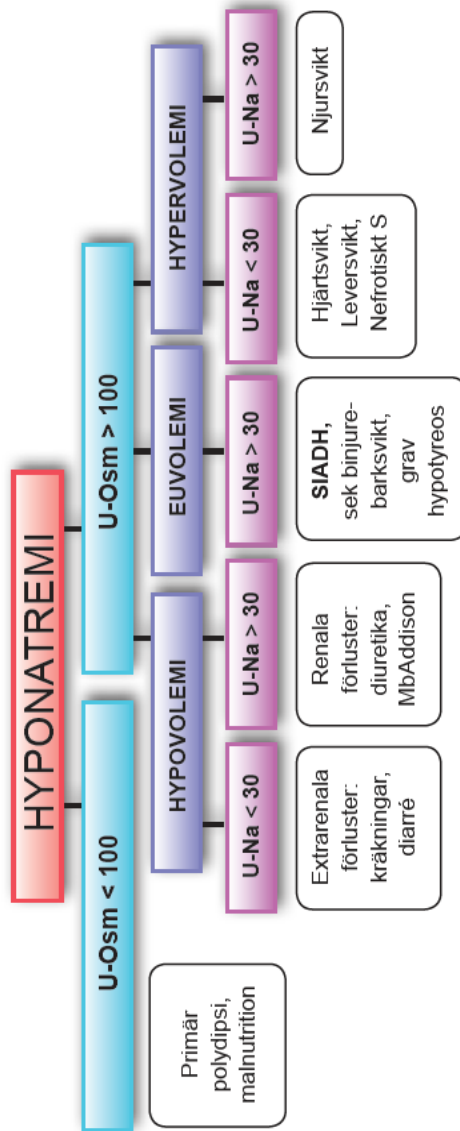 HYPONATREMI
U-Osm < 100
U-Osm > 100
HYPOVOLEMI
EUVOLEMI
HYPERVOLEMI
U-Na < 30
U-Na > 30
U-Na > 30
U-Na < 30
U-Na > 30
Primär
polydipsi,
malnutrition
Extrarenala
förluster:
kräkningar,
diarré
Renala
förluster:
diuretika,
MbAddison
SIADH,
sek binjure-
barksvikt,
grav
hypotyreos
Hjärtsvikt,
Leversvikt,
Nefrotiskt S
Njursvikt